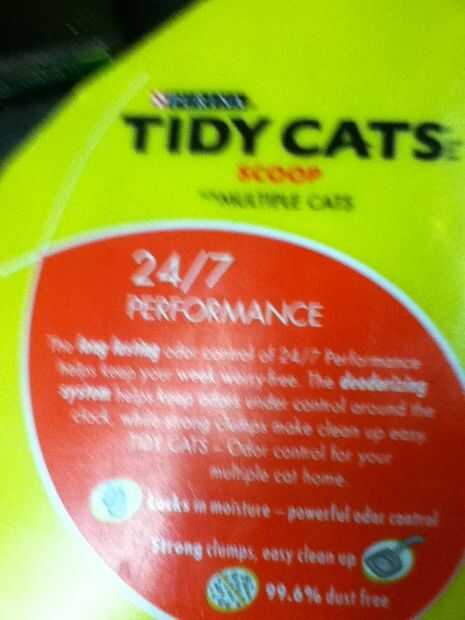 PURINA
TIDY CATS
SCOOP
MULTIPLE CATS
24/7
PERFORMANCE
The long-lasting odor control of 24/7 Performance
helps keep your week worry-free. The deodorizing
system helps keep odors under control around the
clock, while strong clumps make clean up easy.
TIDY CATS – Odor control for your
multiple cat home.
Locks in moisture – powerful odor control
Strong clumps, easy clean up
99.6% dust free